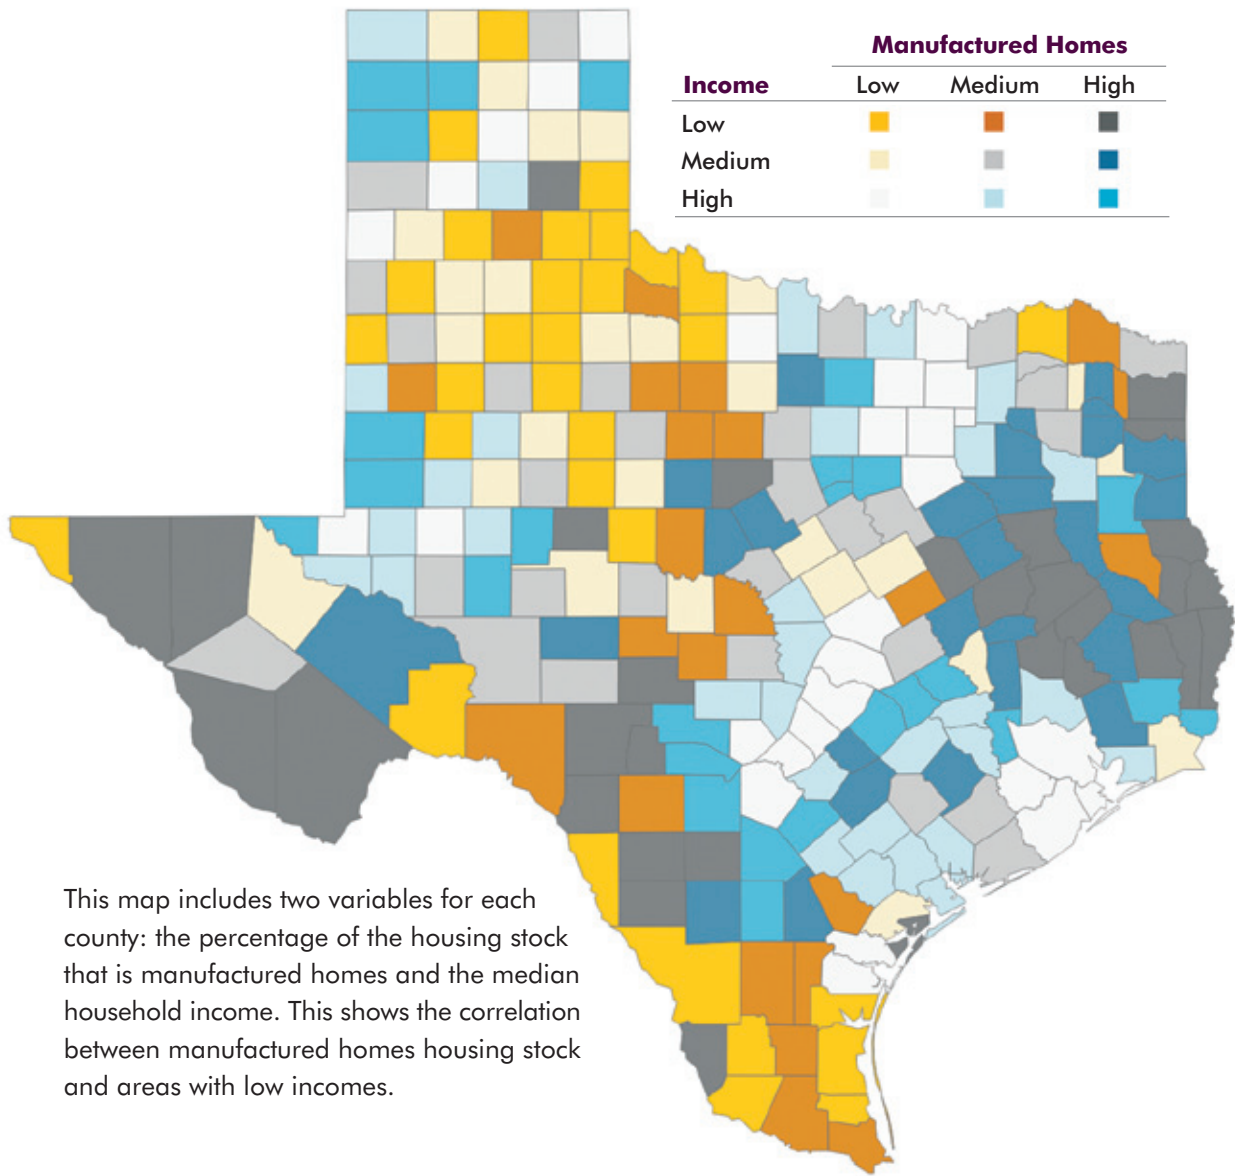 Manufactured Homes
Income Low Medium High
Low
Medium
High
This map includes two variables for each
county: the percentage of the housing stock
that is manufactured homes and the median
household income. This shows the correlation
between manufactured homes housing stock
and areas with low incomes.